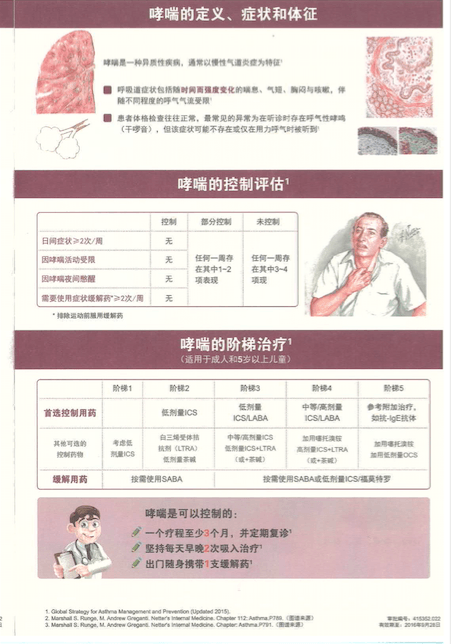 哮喘的定义、症状和体征
哮喘是一种异质性疾病，通常以慢性气道炎症为特征¹
呼吸道症状包括随时间而强度变化的喘息、气短、胸闷与咳嗽，伴
随不同程度的呼气气流受限¹
患者体格检查往往正常，最常见的异常为在听诊时存在呼气性哮鸣
（干啰音），但该症状可能不存在或仅在用力呼气时被听到¹
哮喘的控制评估¹
控制 部分控制 未控制
日间症状≥2次/周 无
因哮喘活动受限 无
因哮喘夜间憋醒 无
需要使用症状缓解药*≥2次/周 无
任何一周存
在其中1~2
项表现
任何一周存
在其中3~4
项现
* 排除运动前服用缓解药
哮喘的阶梯治疗¹
（适用于成人和5岁以上儿童）
阶梯1 阶梯2 阶梯3 阶梯4 阶梯5
首选控制用药
低剂量ICS
低剂量
ICS/LABA
中等/高剂量
ICS/LABA
参考附加治疗，
如抗-IgE抗体
其他可选的
控制药物
考虑低
剂量ICS
白三烯受体拮
抗剂（LTRA）
低剂量茶碱
中等/高剂量ICS
低剂量ICS+LTRA
（或+茶碱）
加用噻托溴铵
高剂量ICS+LTRA
（或+茶碱）
加用噻托溴铵
加用低剂量OCS
缓解用药 按需使用SABA 按需使用SABA或低剂量ICS/福莫特罗
哮喘是可以控制的：
一个疗程至少3个月，并定期复诊¹
坚持每天早晚2次吸入治疗¹
出门随身携带1支缓解药¹
1. Global Strategy for Asthma Management and Prevention (Updated 2015).
2. Marshall S. Runge, M. Andrew Greganti. Netter's Internal Medicine. Chapter 112: Asthma,P789.（图谱来源）
3. Marshall S. Runge, M. Andrew Greganti. Netter's Internal Medicine. Chapter: Asthma,P781.（图谱来源）
审批编号：415352.022
有效期至：2016年9月28日